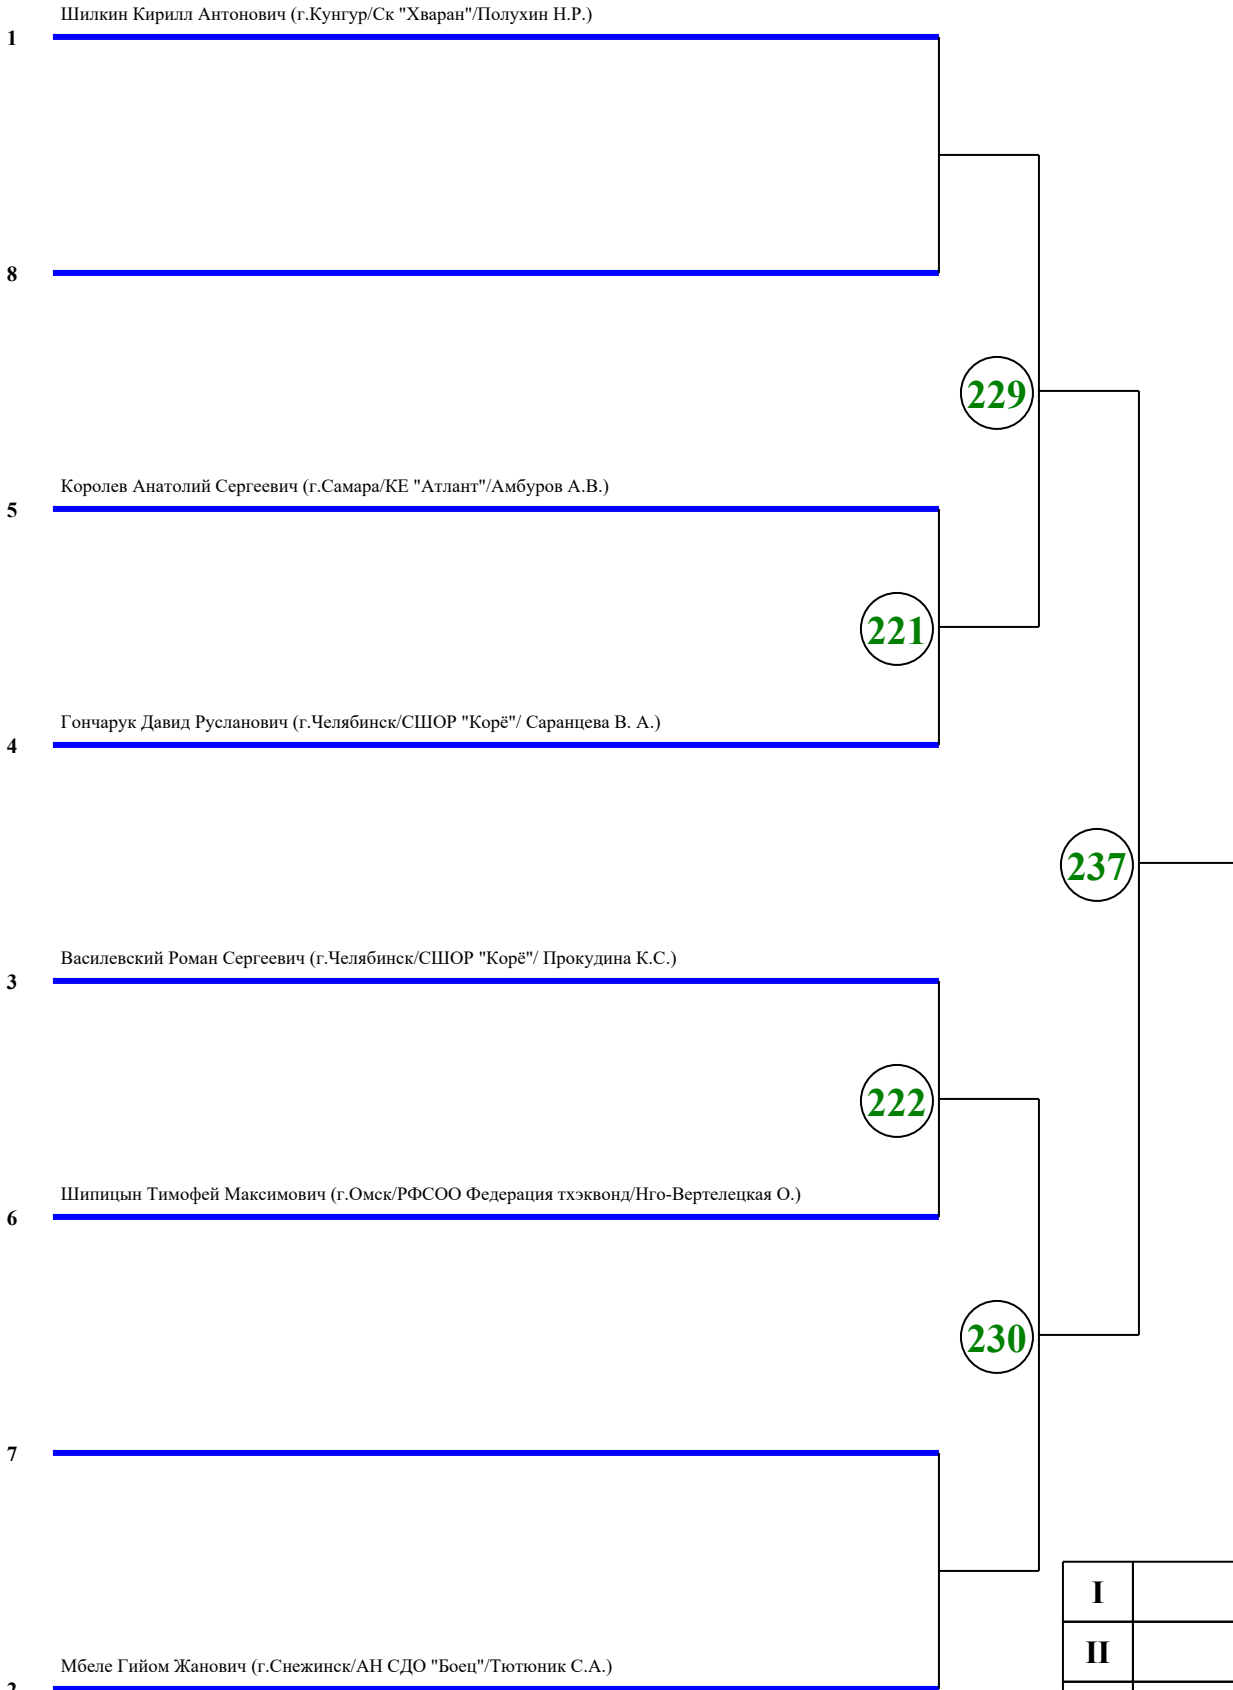 Шилкин Кирилл Антонович (г.Кунгур/Ск "Хваран"/Полухин Н.Р.)
1
8
229
Королев Анатолий Сергеевич (г.Самара/КЕ "Атлант"/Амбуров А.В.)
5
221
Гончарук Давид Русланович (г.Челябинск/СШОР "Корё"/ Саранцева В. А.)
4
237
Василевский Роман Сергеевич (г.Челябинск/СШОР "Корё"/ Прокудина К.С.)
3
222
Шипицын Тимофей Максимович (г.Омск/РФСОО Федерация тхэквонд/Нго-Вертелецкая О.)
6
230
7
I
II
Мбеле Гийом Жанович (г.Снежинск/АН СДО "Боец"/Тютюник С.А.)
2